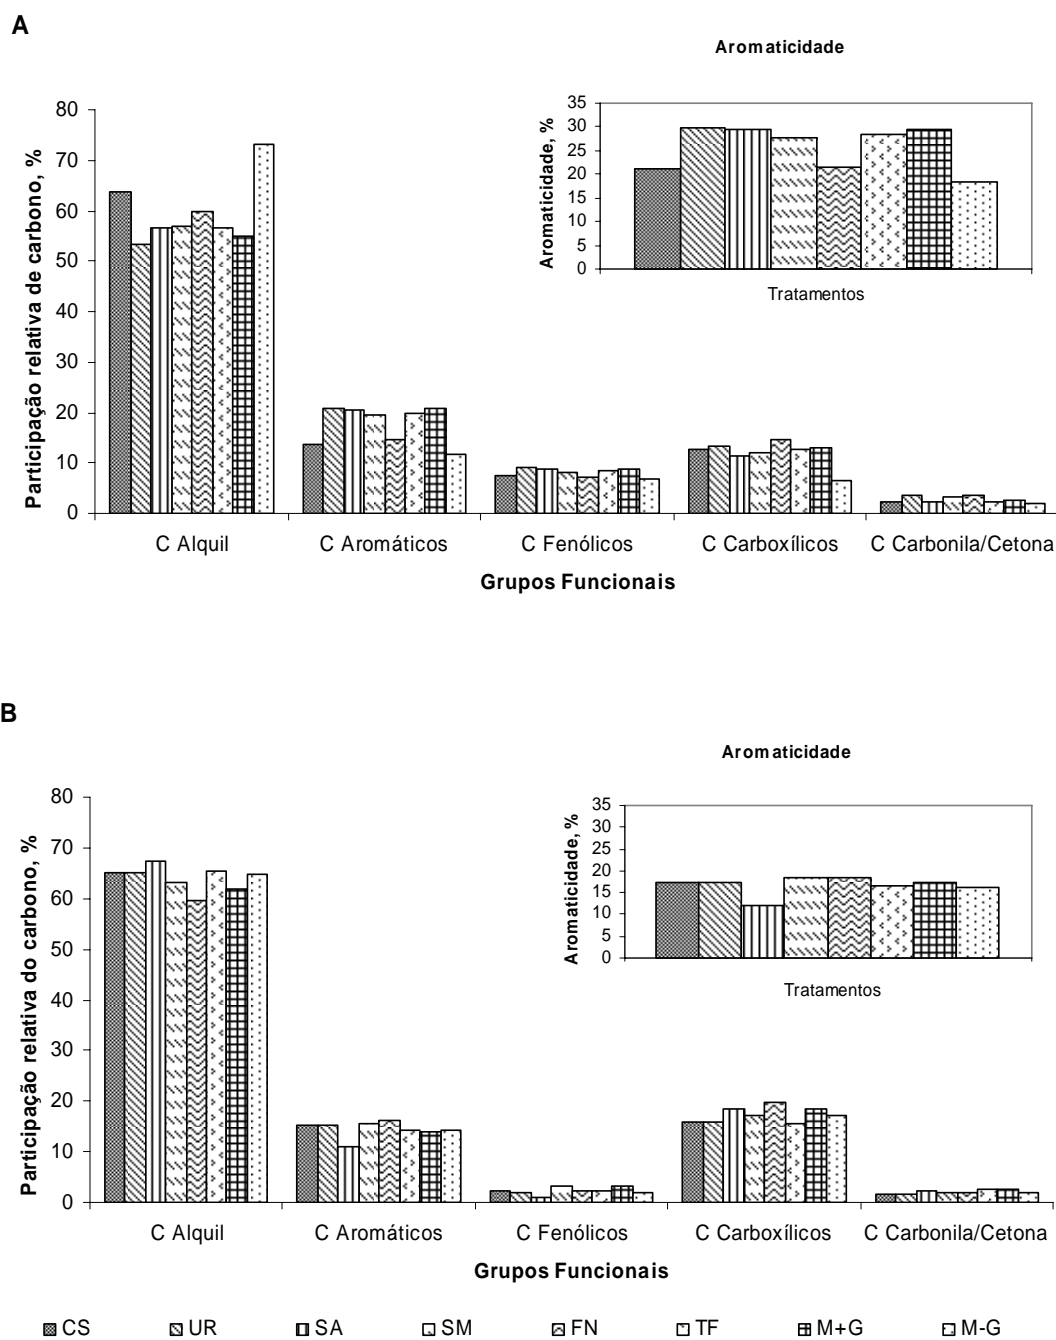 A
Aromaticidade
Aromaticidade, %
35
30
25
20
15
10
5
0
Tratamentos
Participação relativa de carbono, %
80
70
60
50
40
30
20
10
0
C Alquil C Aromáticos C Fenólicos C Carboxílicos C Carbonila/Cetona
Grupos Funcionais
B
Aromaticidade
Aromaticidade, %
35
30
25
20
15
10
5
0
Tratamentos
Participação relativa do carbono, %
80
70
60
50
40
30
20
10
0
C Alquil C Aromáticos C Fenólicos C Carboxílicos C Carbonila/Cetona
Grupos Funcionais
CS UR SA SM FN TF M+G M-G